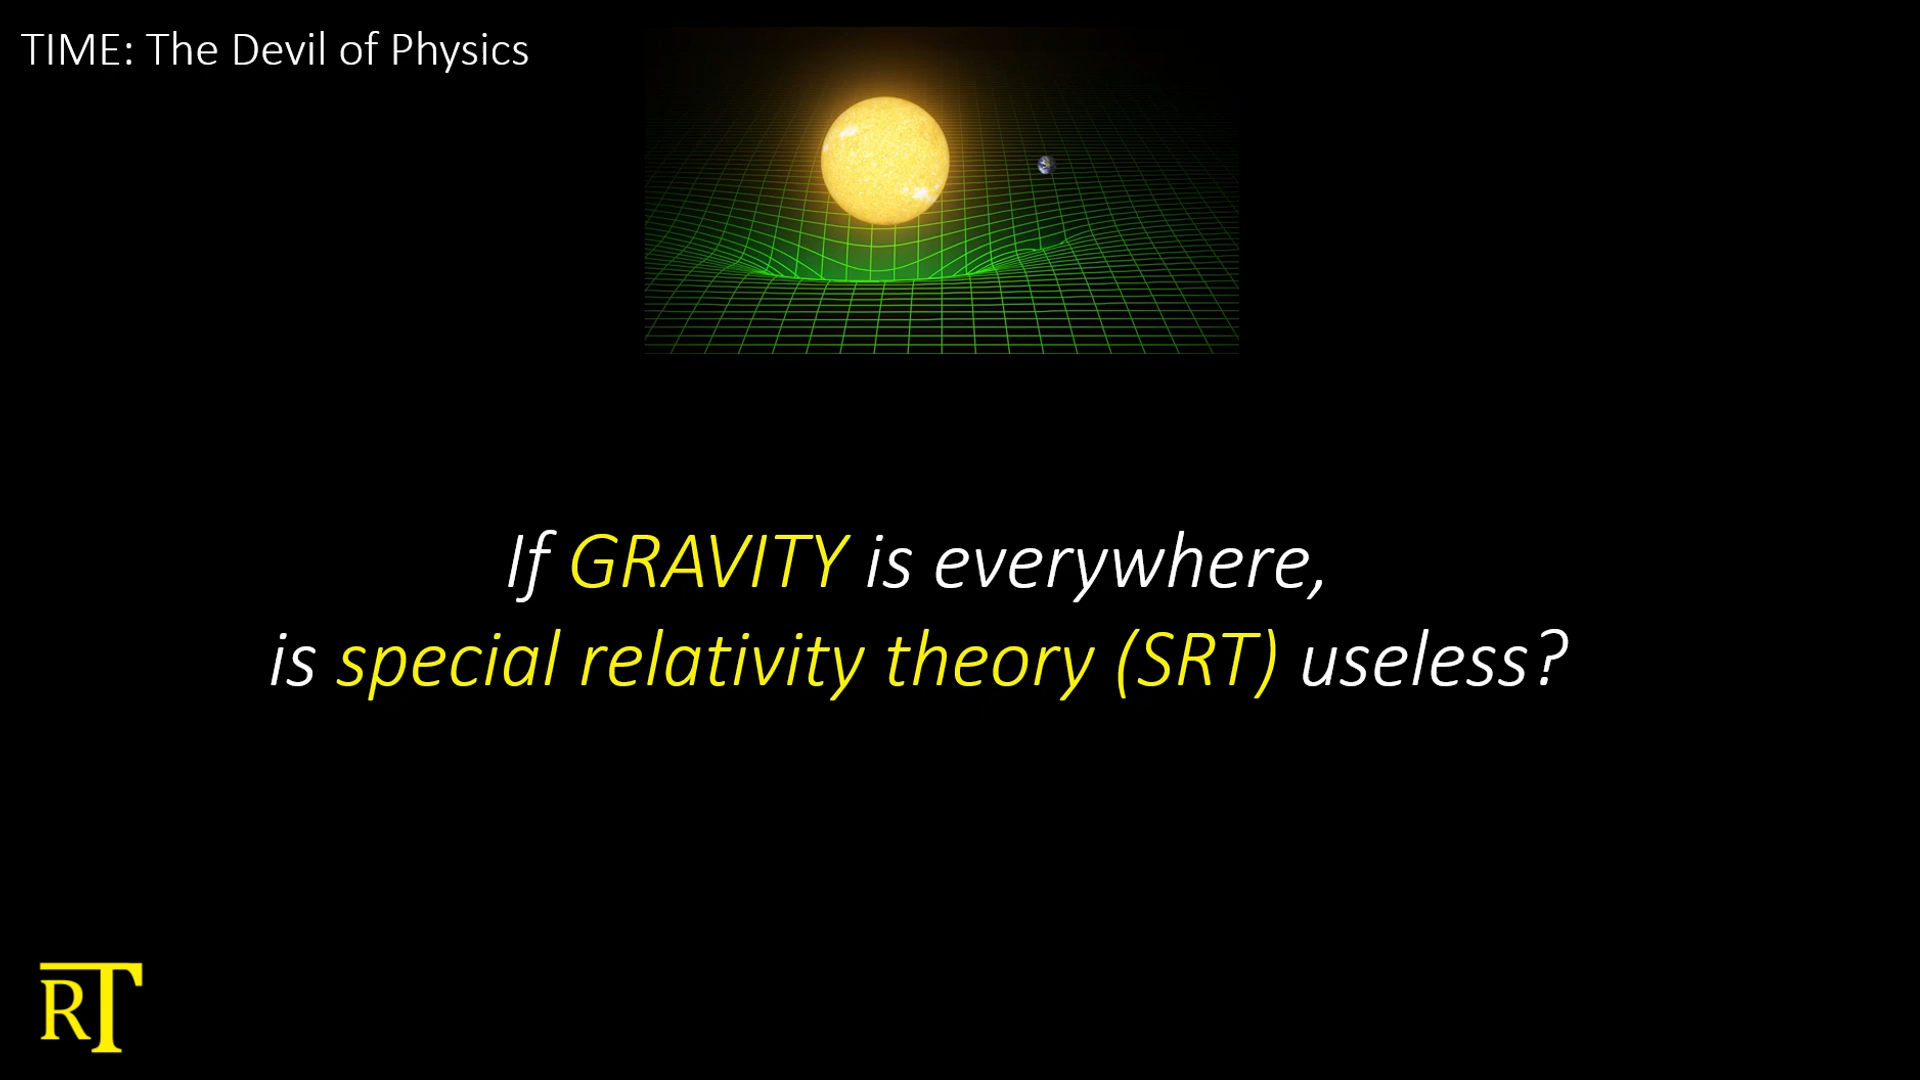 TIME: The Devil of Physics
If GRAVITY is everywhere,
is special relativity theory (SRT) useless?
RT